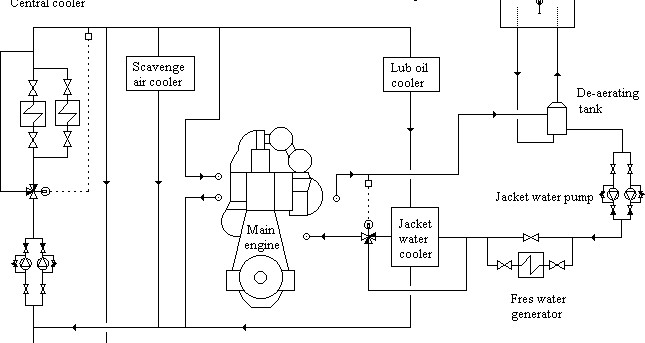 Central cooler
Scavenge
air cooler
Lub oil
cooler
De-aerating
tank
Jacket water pump
Main
engine
Jacket
water
cooler
Fres water
generator